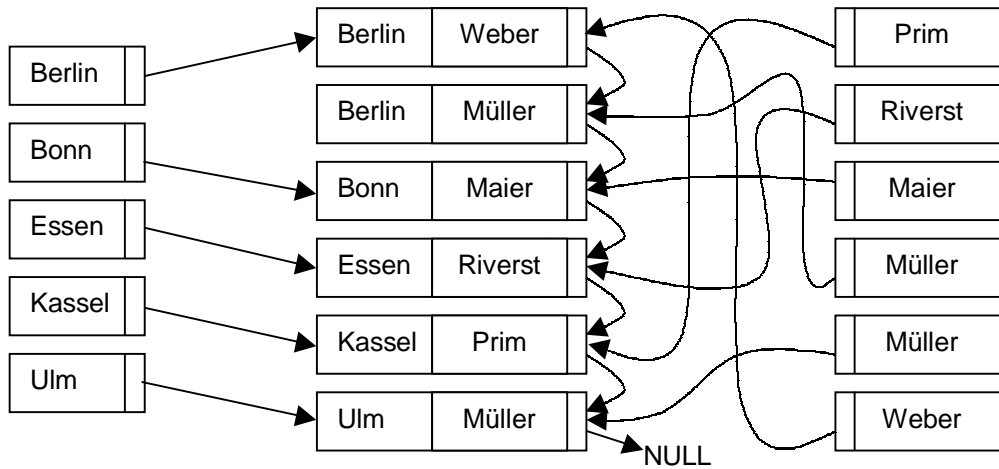 Berlin
Bonn
Essen
Kassel
Ulm
Berlin Weber
Berlin Müller
Bonn Maier
Essen Riverst
Kassel Prim
Ulm Müller
NULL
Prim
Riverst
Maier
Müller
Müller
Weber